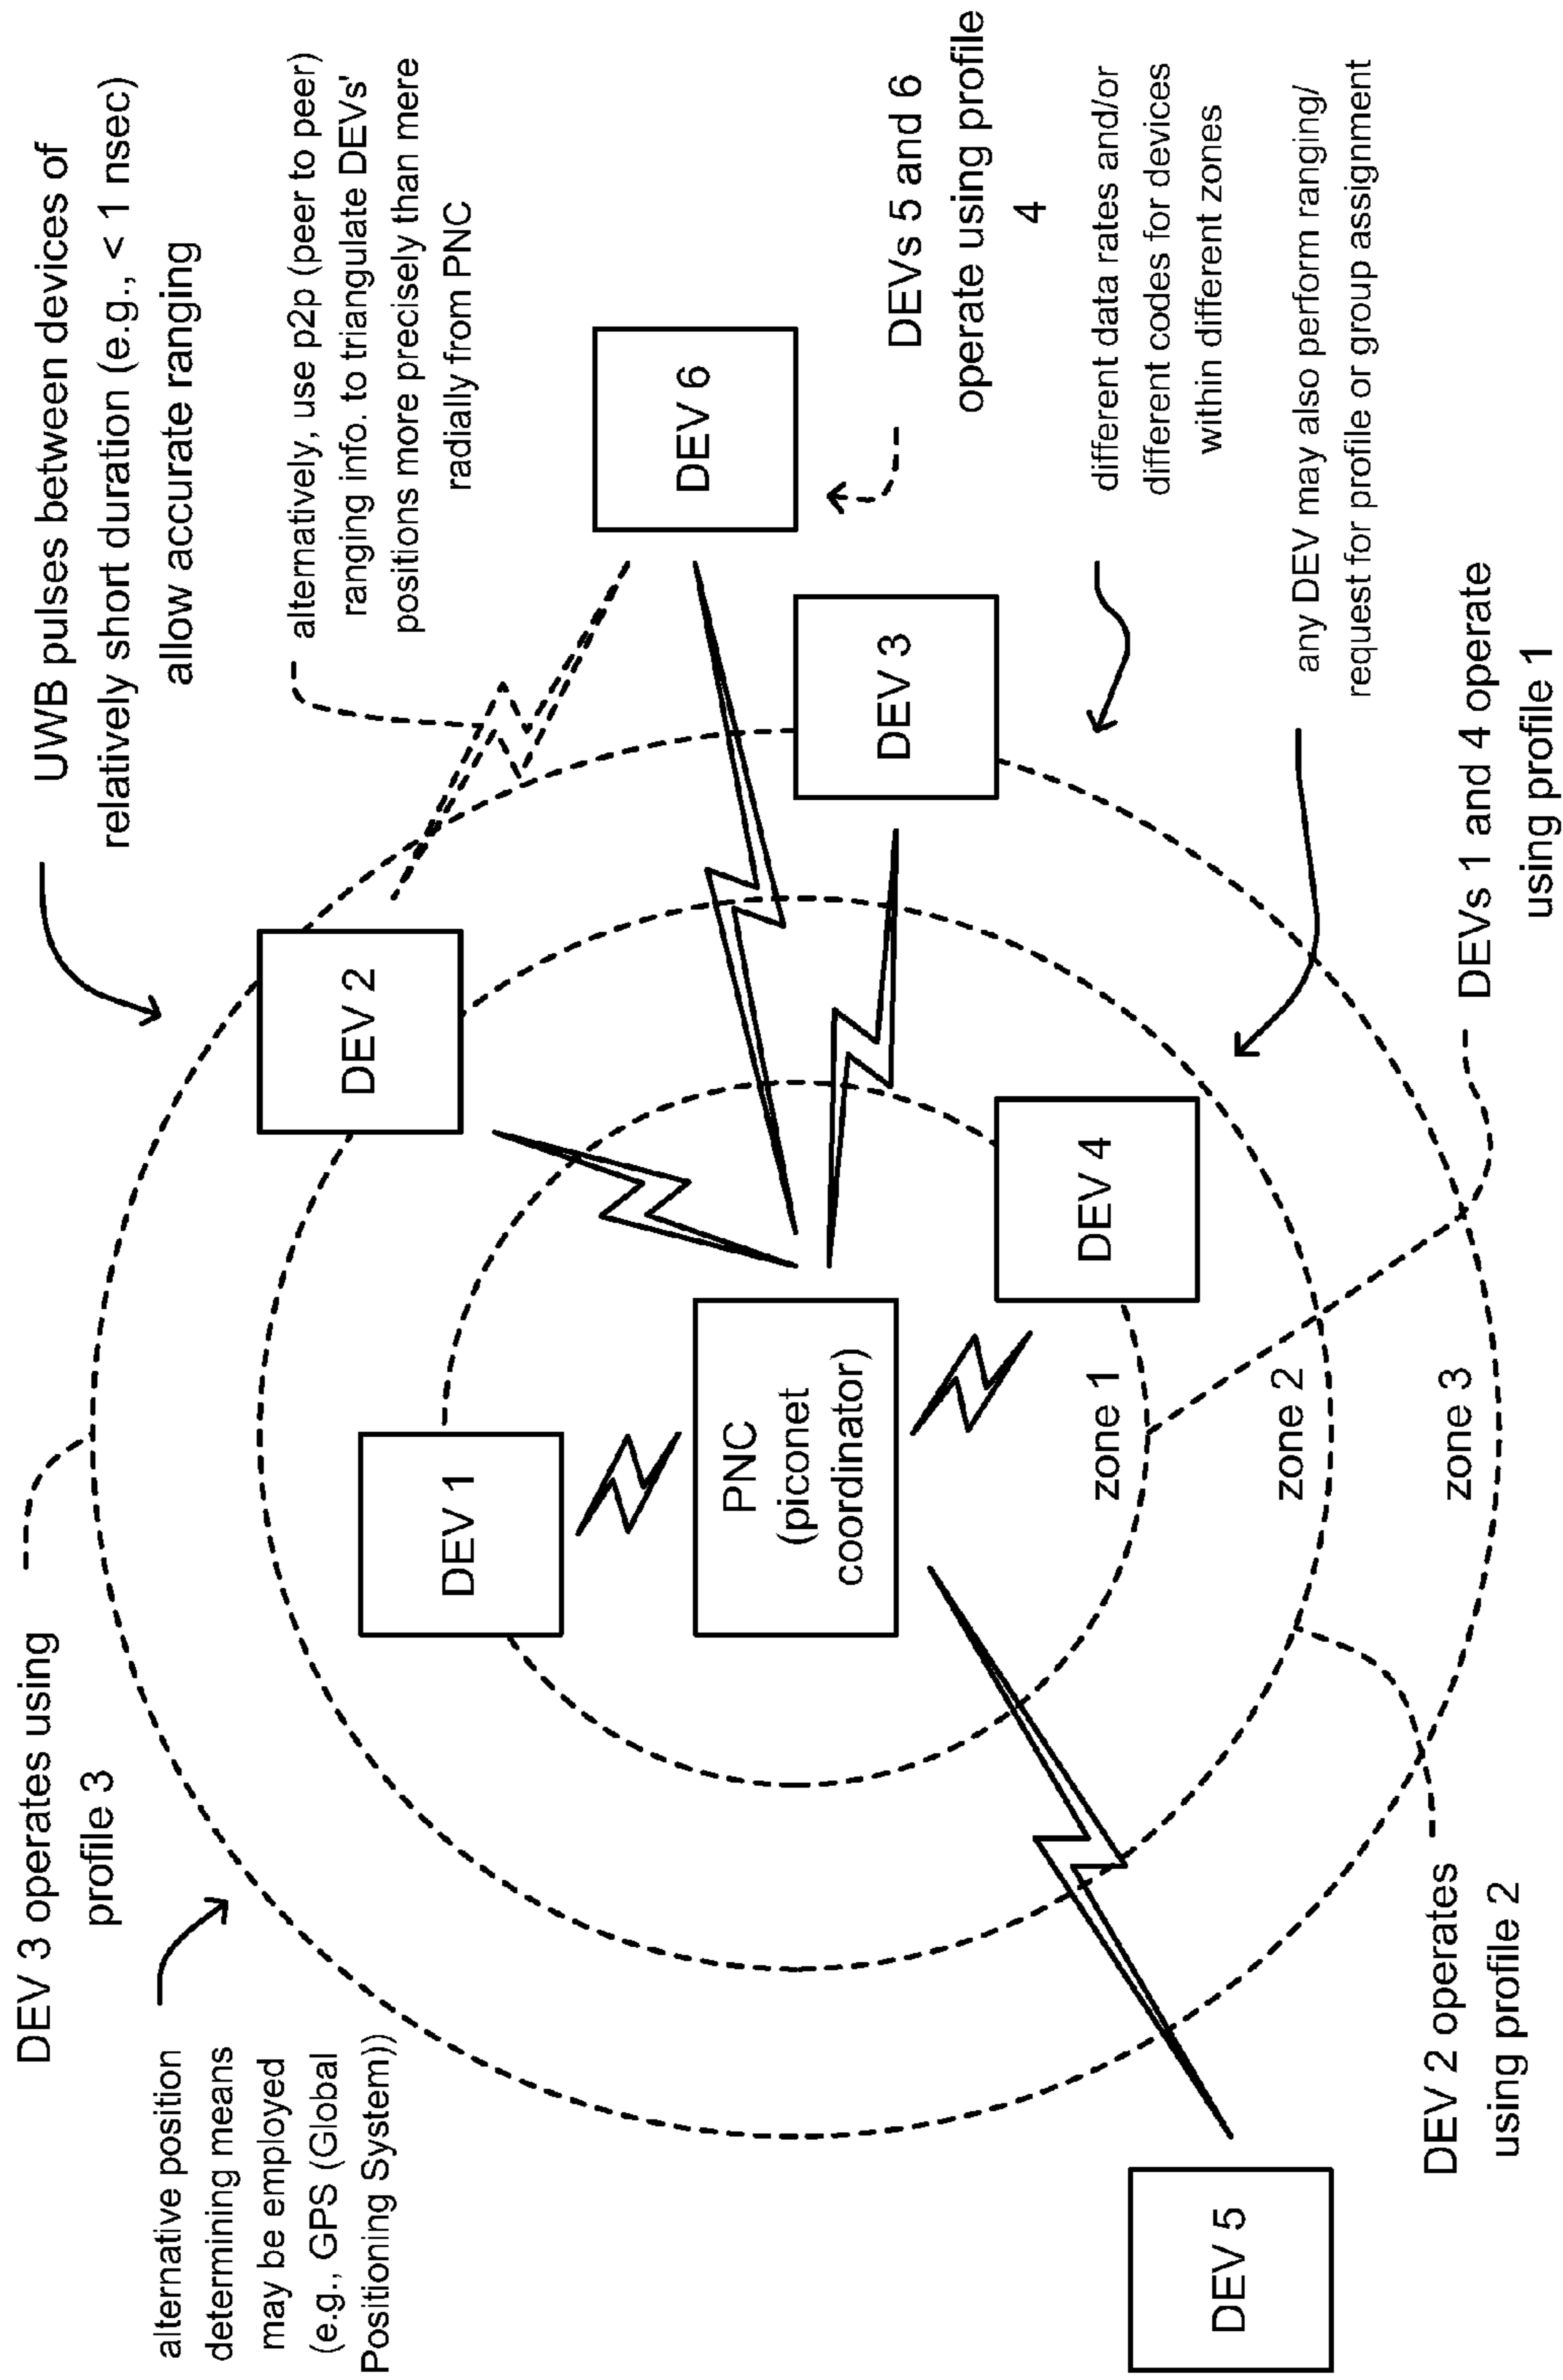 DEV 3 operates using
profile 3
UWB pulses between devices of
relatively short duration (e.g., < 1 nsec)
allow accurate ranging
alternative position
determining means
may be employed
(e.g., GPS (Global
Positioning System))
alternatively, use p2p (peer to peer)
ranging info. to triangulate DEVs'
positions more precisely than mere
radially from PNC
DEV 2
DEV 1
DEV 6
PNC
(piconet
coordinator)
DEV 3
DEVs 5 and 6
operate using profile
4
DEV 4
different data rates and/or
different codes for devices
within different zones
zone 1
zone 2
zone 3
any DEV may also perform ranging/
request for profile or group assignment
DEV 5
DEV 2 operates
using profile 2
DEVs 1 and 4 operate
using profile 1